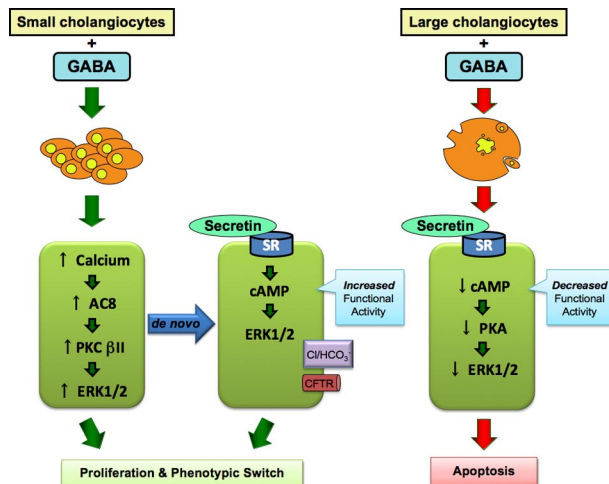 Small cholangiocytes
+
GABA
Large cholangiocytes
+
GABA
↑ Calcium
↑ AC8
↑ PKC βII
↑ ERK1/2
de novo
Secretin
SR
cAMP
ERK1/2
Increased
Functional
Activity
Cl/HCO₃⁻
CFTR
Secretin
SR
↓ cAMP
↓ PKA
↓ ERK1/2
Decreased
Functional
Activity
Proliferation & Phenotypic Switch
Apoptosis